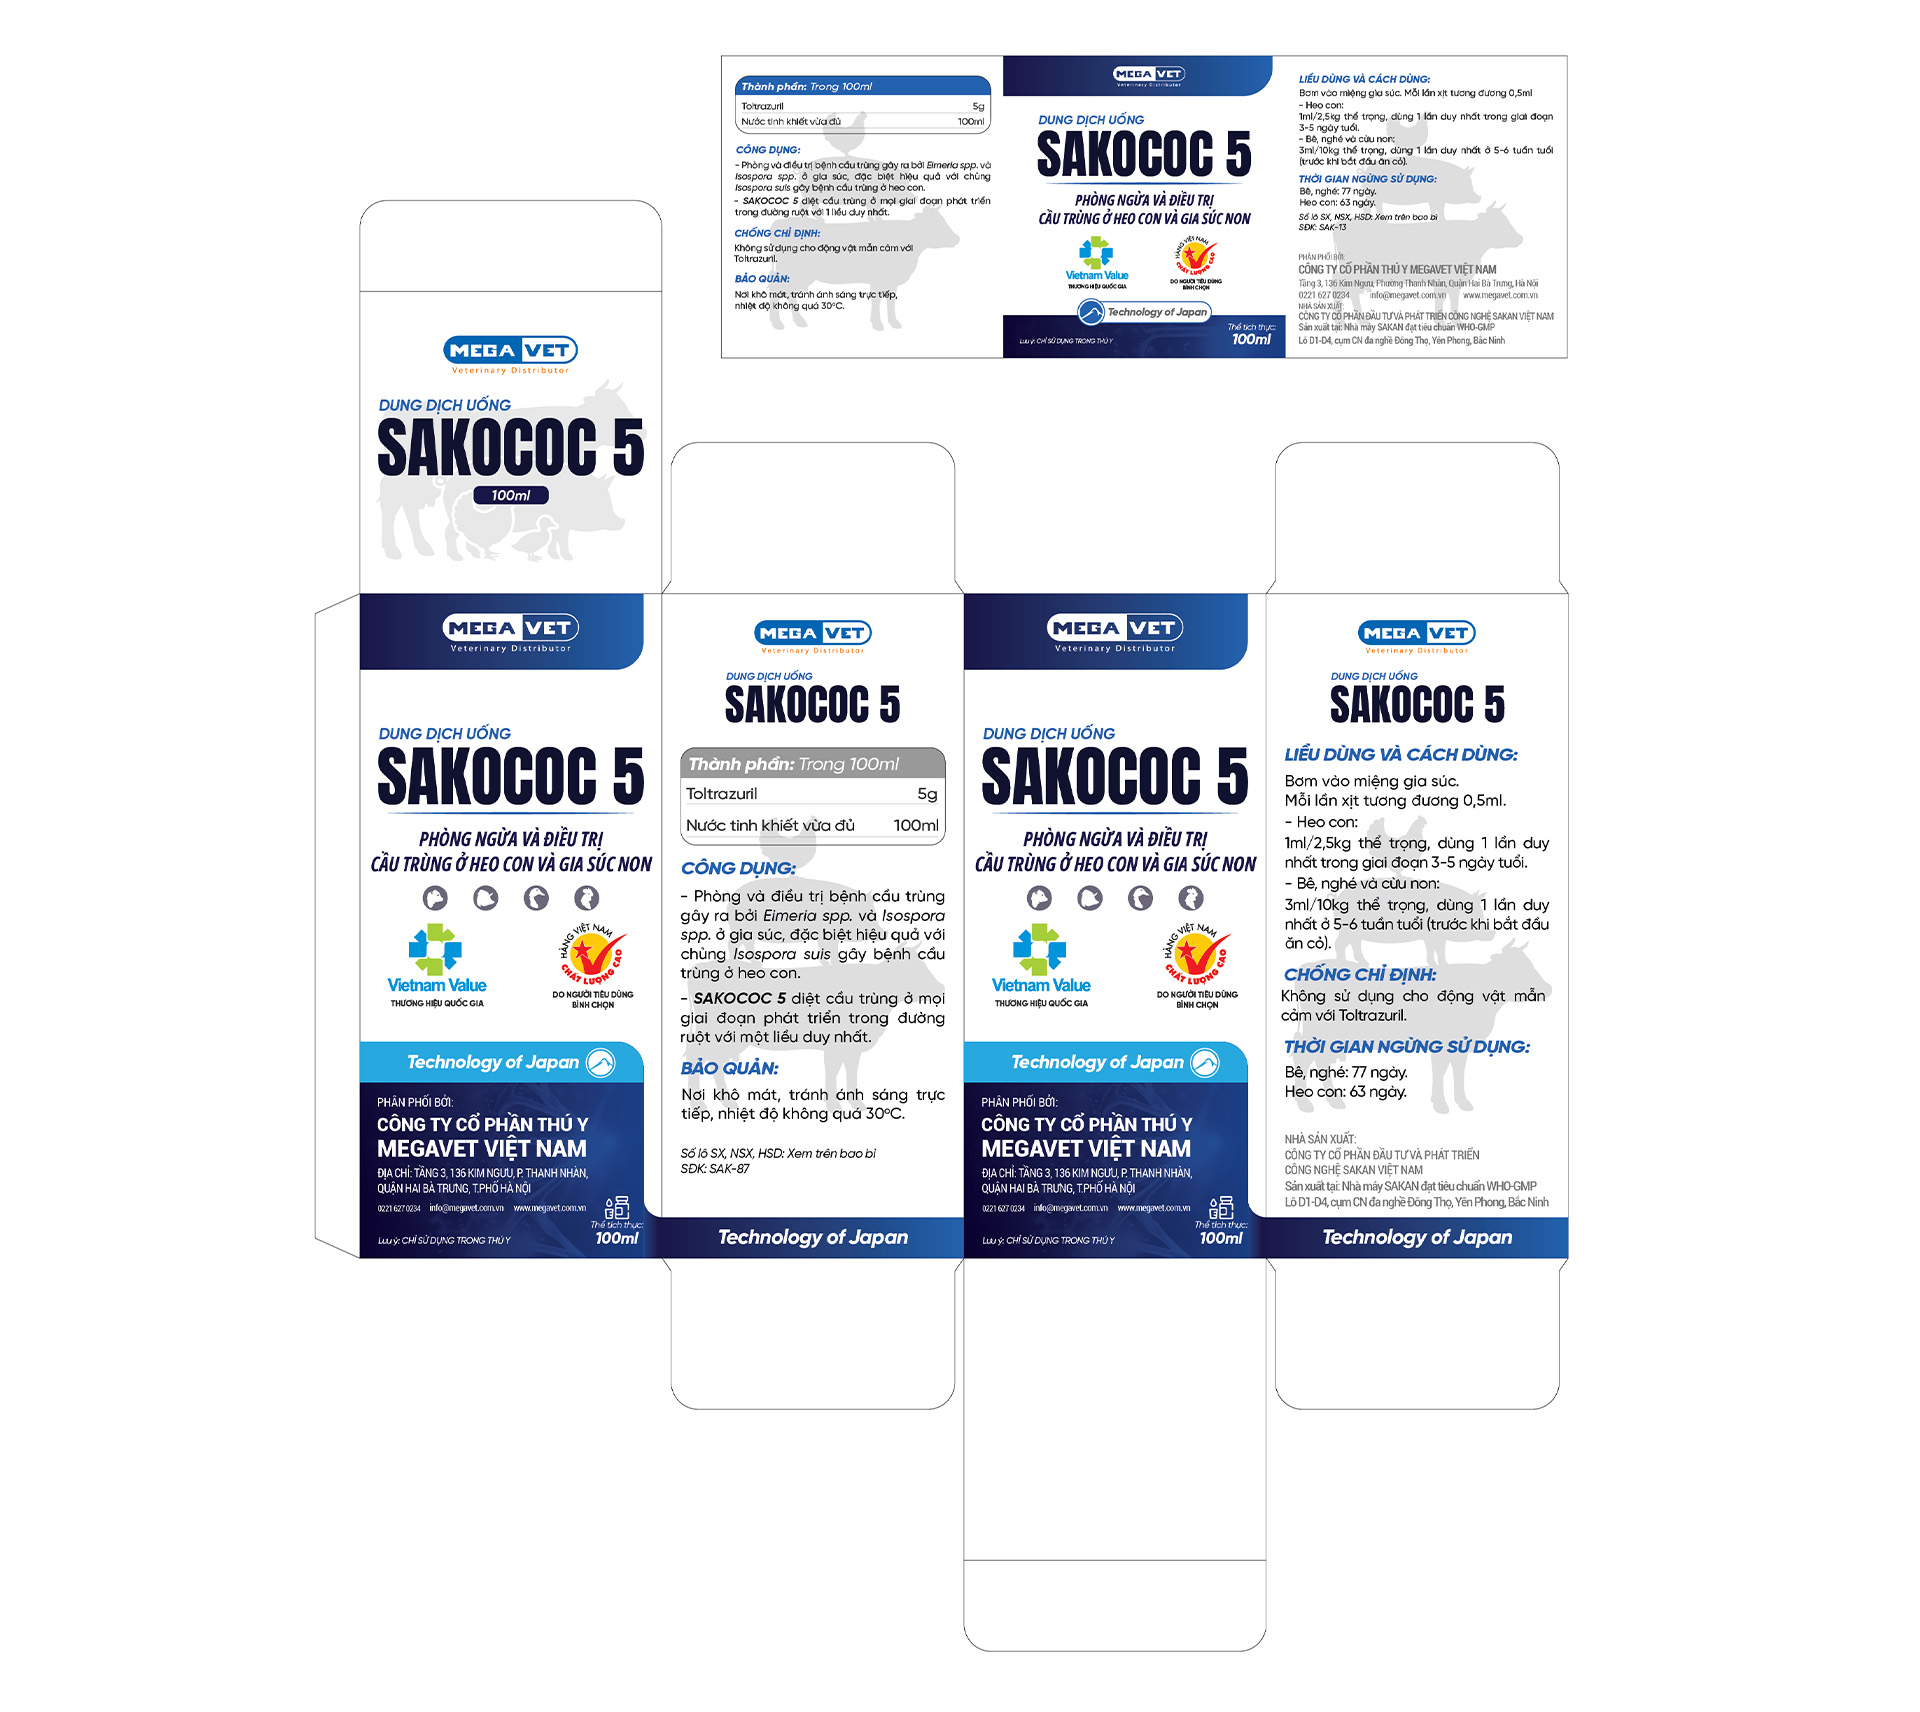 Thành phần: Trong 100ml
Toltrazuril 5g
Nước tinh khiết vừa đủ 100ml
CÔNG DỤNG:
- Phòng và điều trị bệnh cầu trùng gây ra bởi Eimeria spp. và
Isospora spp. ở gia súc, đặc biệt hiệu quả với chủng
Isospora suis gây bệnh cầu trùng ở heo con.
- SAKOCOC 5 diệt cầu trùng ở mọi giai đoạn phát triển
trong đường ruột với 1 liều duy nhất.
CHỐNG CHỈ ĐỊNH:
Không sử dụng cho động vật mẫn cảm với
Toltrazuril.
BẢO QUẢN:
Nơi khô mát, tránh ánh sáng trực tiếp,
nhiệt độ không quá 30°C.
MEGA VET
Veterinary Distributor
DUNG DỊCH UỐNG
SAKOCOC 5
PHÒNG NGỪA VÀ ĐIỀU TRỊ
CẦU TRÙNG Ở HEO CON VÀ GIA SÚC NON
Vietnam Value
THƯƠNG HIỆU QUỐC GIA
HÀNG VIỆT NAM
CHẤT LƯỢNG CAO
DO NGƯỜI TIÊU DÙNG
BÌNH CHỌN
Technology of Japan
Lưu ý: CHỈ SỬ DỤNG TRONG THÚ Y
Thể tích thực:
100ml
LIỀU DÙNG VÀ CÁCH DÙNG:
Bơm vào miệng gia súc. Mỗi lần xịt tương đương 0,5ml
- Heo con:
1ml/2,5kg thể trọng, dùng 1 lần duy nhất trong giai đoạn
3-5 ngày tuổi.
- Bê, nghé và cừu non:
3ml/10kg thể trọng, dùng 1 lần duy nhất ở 5-6 tuần tuổi
(trước khi bắt đầu ăn cỏ).
THỜI GIAN NGỪNG SỬ DỤNG:
Bê, nghé: 77 ngày.
Heo con: 63 ngày.
Số lô SX, NSX, HSD: Xem trên bao bì
SĐK: SAK-13
PHÂN PHỐI BỞI:
CÔNG TY CỔ PHẦN THÚ Y MEGAVET VIỆT NAM
Tầng 3, 136 Kim Ngưu, Phường Thanh Nhàn, Quận Hai Bà Trưng, Hà Nội
0221 627 0234 info@megavet.com.vn www.megavet.com.vn
NHÀ SẢN XUẤT:
CÔNG TY CỔ PHẦN ĐẦU TƯ VÀ PHÁT TRIỂN CÔNG NGHỆ SAKAN VIỆT NAM
Sản xuất tại: Nhà máy SAKAN đạt tiêu chuẩn WHO-GMP
Lô D1-D4, cụm CN đa nghề Đông Thọ, Yên Phong, Bắc Ninh
MEGA VET
Veterinary Distributor
DUNG DỊCH UỐNG
SAKOCOC 5
100ml
MEGA VET
Veterinary Distributor
DUNG DỊCH UỐNG
SAKOCOC 5
PHÒNG NGỪA VÀ ĐIỀU TRỊ
CẦU TRÙNG Ở HEO CON VÀ GIA SÚC NON
Vietnam Value
THƯƠNG HIỆU QUỐC GIA
HÀNG VIỆT NAM
CHẤT LƯỢNG CAO
DO NGƯỜI TIÊU DÙNG
BÌNH CHỌN
Technology of Japan
PHÂN PHỐI BỞI:
CÔNG TY CỔ PHẦN THÚ Y
MEGAVET VIỆT NAM
ĐỊA CHỈ: TẦNG 3, 136 KIM NGƯU, P. THANH NHÀN,
QUẬN HAI BÀ TRƯNG, T.PHỐ HÀ NỘI
0221 627 0234 info@megavet.com.vn www.megavet.com.vn
Lưu ý: CHỈ SỬ DỤNG TRONG THÚ Y
Thể tích thực:
100ml
MEGA VET
Veterinary Distributor
DUNG DỊCH UỐNG
SAKOCOC 5
Thành phần: Trong 100ml
Toltrazuril 5g
Nước tinh khiết vừa đủ 100ml
CÔNG DỤNG:
- Phòng và điều trị bệnh cầu trùng
gây ra bởi Eimeria spp. và Isospora
spp. ở gia súc, đặc biệt hiệu quả với
chủng Isospora suis gây bệnh cầu
trùng ở heo con.
- SAKOCOC 5 diệt cầu trùng ở mọi
giai đoạn phát triển trong đường
ruột với một liều duy nhất.
BẢO QUẢN:
Nơi khô mát, tránh ánh sáng trực
tiếp, nhiệt độ không quá 30°C.
Số lô SX, NSX, HSD: Xem trên bao bì
SĐK: SAK-87
Technology of Japan
MEGA VET
Veterinary Distributor
DUNG DỊCH UỐNG
SAKOCOC 5
PHÒNG NGỪA VÀ ĐIỀU TRỊ
CẦU TRÙNG Ở HEO CON VÀ GIA SÚC NON
Vietnam Value
THƯƠNG HIỆU QUỐC GIA
HÀNG VIỆT NAM
CHẤT LƯỢNG CAO
DO NGƯỜI TIÊU DÙNG
BÌNH CHỌN
Technology of Japan
PHÂN PHỐI BỞI:
CÔNG TY CỔ PHẦN THÚ Y
MEGAVET VIỆT NAM
ĐỊA CHỈ: TẦNG 3, 136 KIM NGƯU, P. THANH NHÀN,
QUẬN HAI BÀ TRƯNG, T.PHỐ HÀ NỘI
0221 627 0234 info@megavet.com.vn www.megavet.com.vn
Lưu ý: CHỈ SỬ DỤNG TRONG THÚ Y
Thể tích thực:
100ml
MEGA VET
Veterinary Distributor
DUNG DỊCH UỐNG
SAKOCOC 5
LIỀU DÙNG VÀ CÁCH DÙNG:
Bơm vào miệng gia súc.
Mỗi lần xịt tương đương 0,5ml.
- Heo con:
1ml/2,5kg thể trọng, dùng 1 lần duy
nhất trong giai đoạn 3-5 ngày tuổi.
- Bê, nghé và cừu non:
3ml/10kg thể trọng, dùng 1 lần duy
nhất ở 5-6 tuần tuổi (trước khi bắt đầu
ăn cỏ).
CHỐNG CHỈ ĐỊNH:
Không sử dụng cho động vật mẫn
cảm với Toltrazuril.
THỜI GIAN NGỪNG SỬ DỤNG:
Bê, nghé: 77 ngày.
Heo con: 63 ngày.
NHÀ SẢN XUẤT:
CÔNG TY CỔ PHẦN ĐẦU TƯ VÀ PHÁT TRIỂN
CÔNG NGHỆ SAKAN VIỆT NAM
Sản xuất tại: Nhà máy SAKAN đạt tiêu chuẩn WHO-GMP
Lô D1-D4, cụm CN đa nghề Đông Thọ, Yên Phong, Bắc Ninh
Technology of Japan